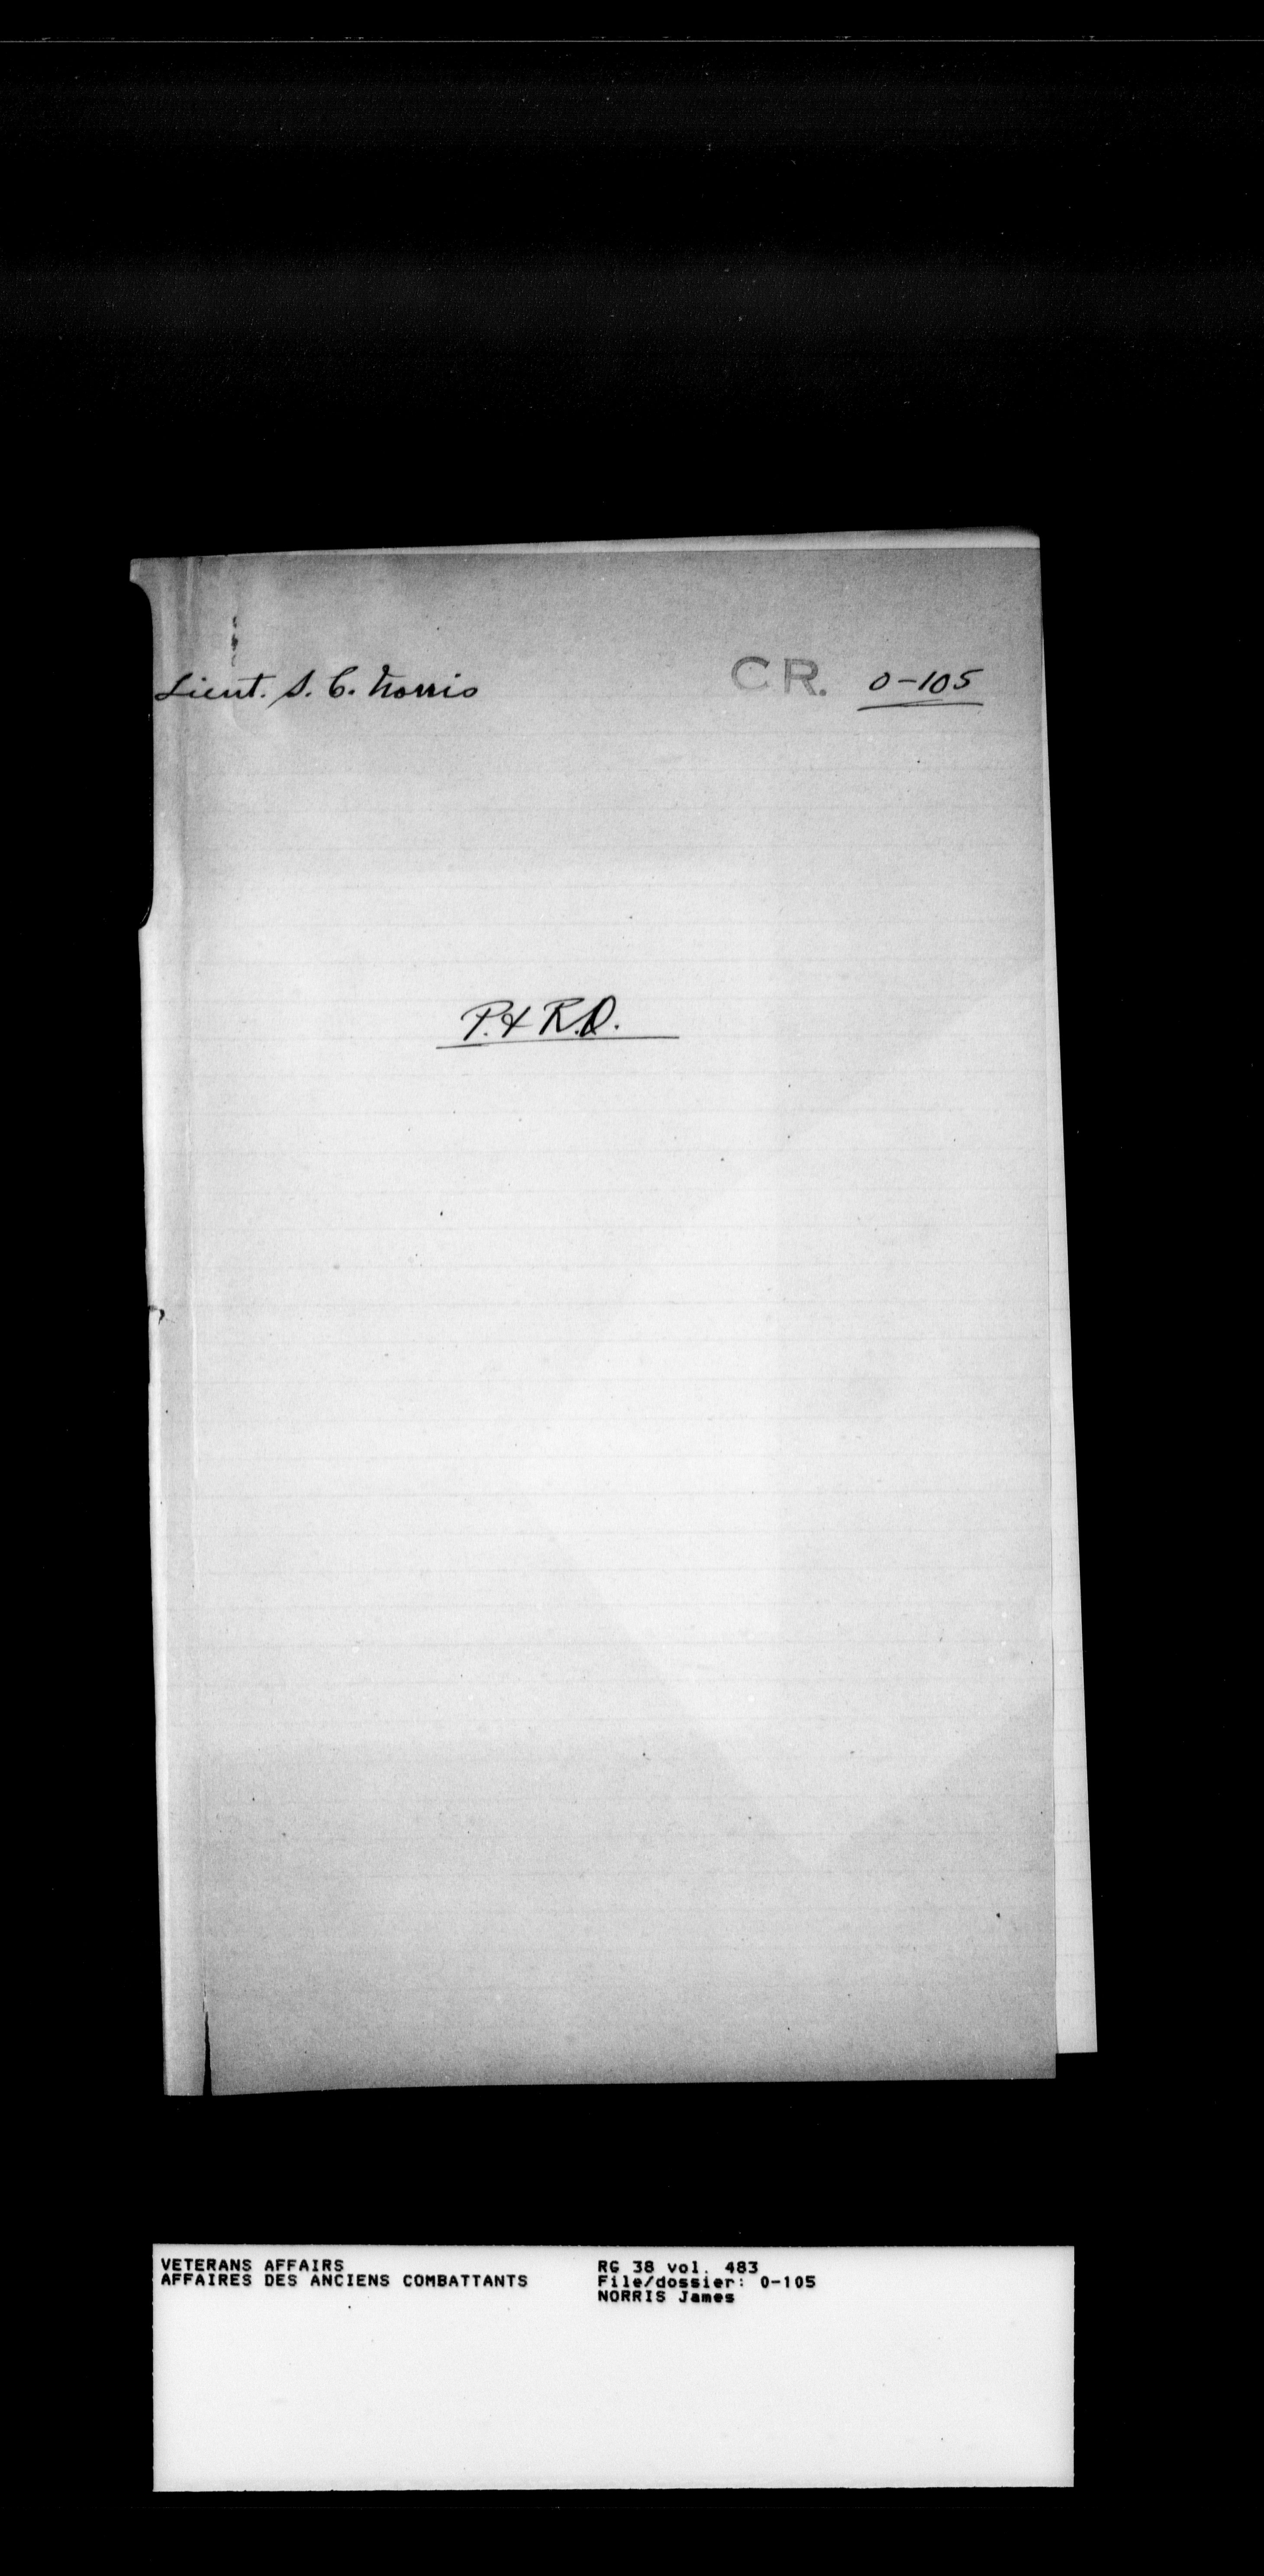 Lieut. S. C. Norris CR. 0-105
P. & R.O.
VETERANS AFFAIRS RG 38 vol. 483
AFFAIRES DES ANCIENS COMBATTANTS File/dossier: 0-105
NORRIS James